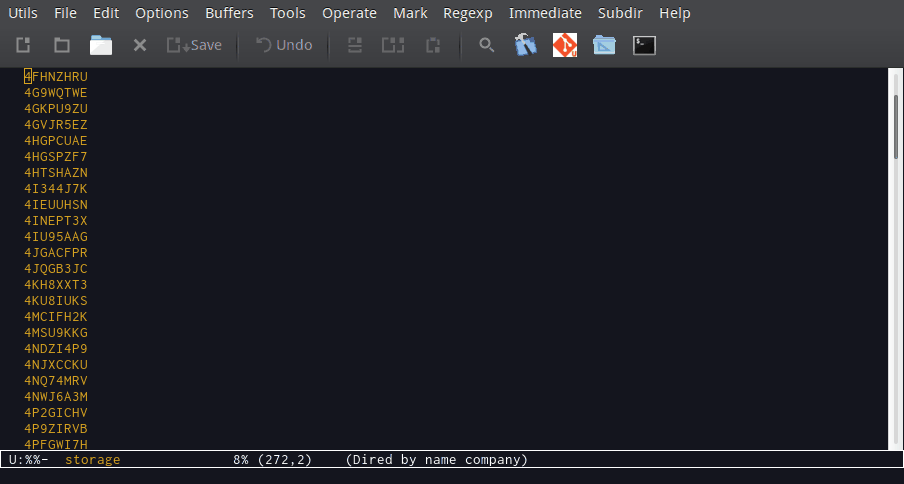 Utils File Edit Options Buffers Tools Operate Mark Regexp Immediate Subdir Help
Save Undo
4FHNZHRU
4G9WQTWE
4GKPU9ZU
4GVJR5EZ
4HGPCUAE
4HGSPZF7
4HTSHAZN
4I344J7K
4IEUUHSN
4INEPT3X
4IU95AAG
4JGACFPR
4JQGB3JC
4KH8XXT3
4KU8IUKS
4MCIFH2K
4MSU9KKG
4NDZI4P9
4NJXCCKU
4NQ74MRV
4NWJ6A3M
4P2GICHV
4P9ZIRVB
4PFGWI7H
U:%%- storage 8% (272,2) (Dired by name company)